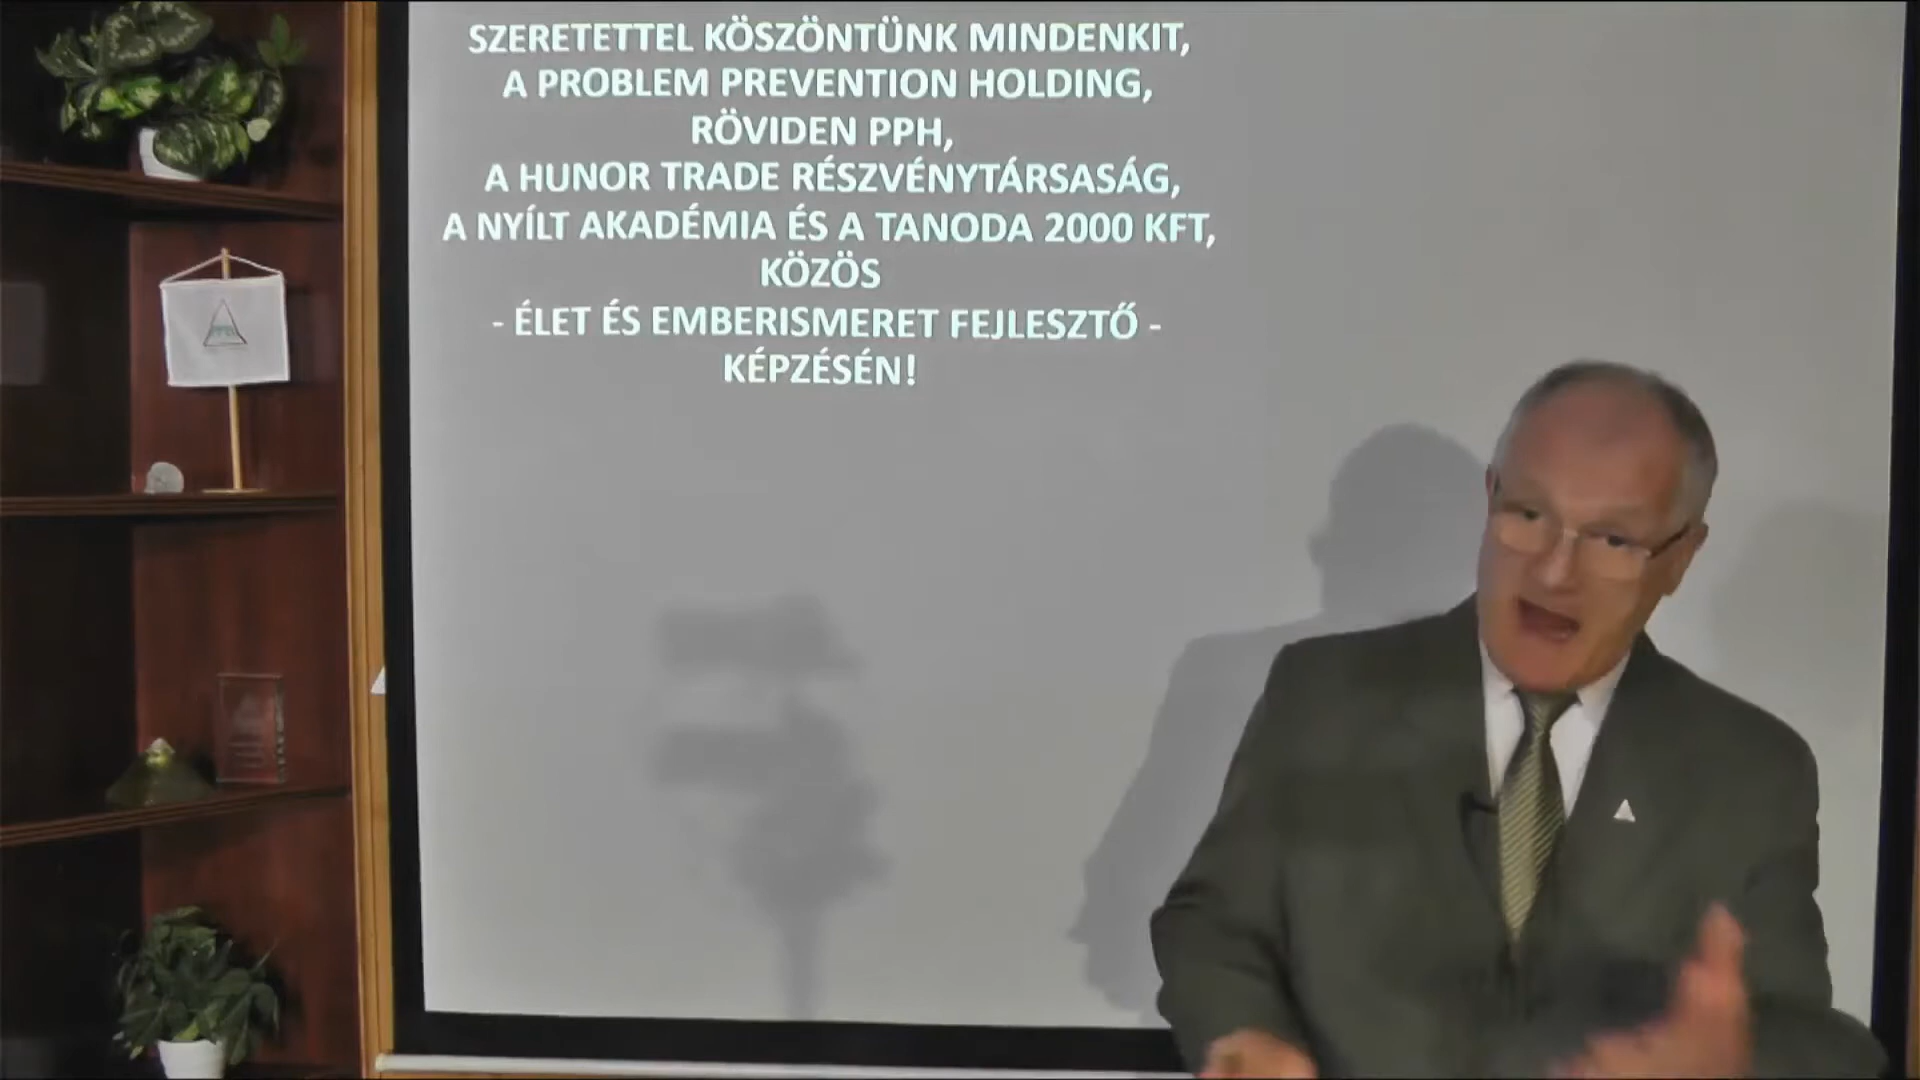 SZERETETTEL KÖSZÖNTÜNK MINDENKIT,
A PROBLEM PREVENTION HOLDING,
RÖVIDEN PPH,
A HUNOR TRADE RÉSZVÉNYTÁRSASÁG,
A NYÍLT AKADÉMIA ÉS A TANODA 2000 KFT,
KÖZÖS
- ÉLET ÉS EMBERISMERET FEJLESZTŐ -
KÉPZÉSÉN!